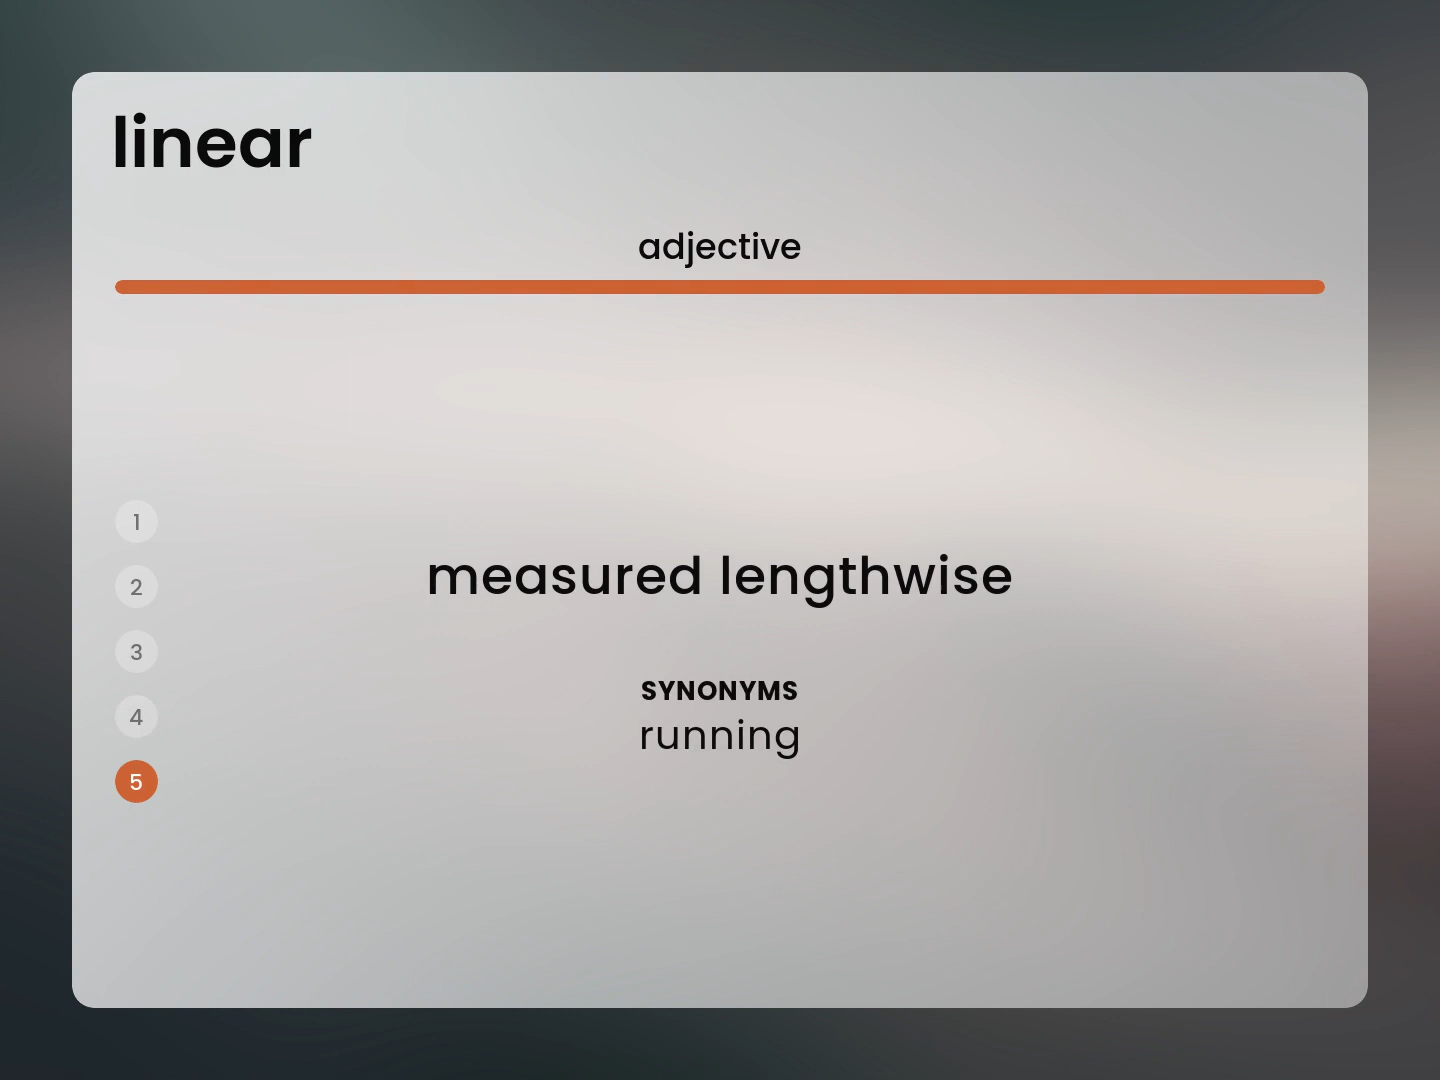 linear
adjective
1
2
3
4
5
measured lengthwise
SYNONYMS
running